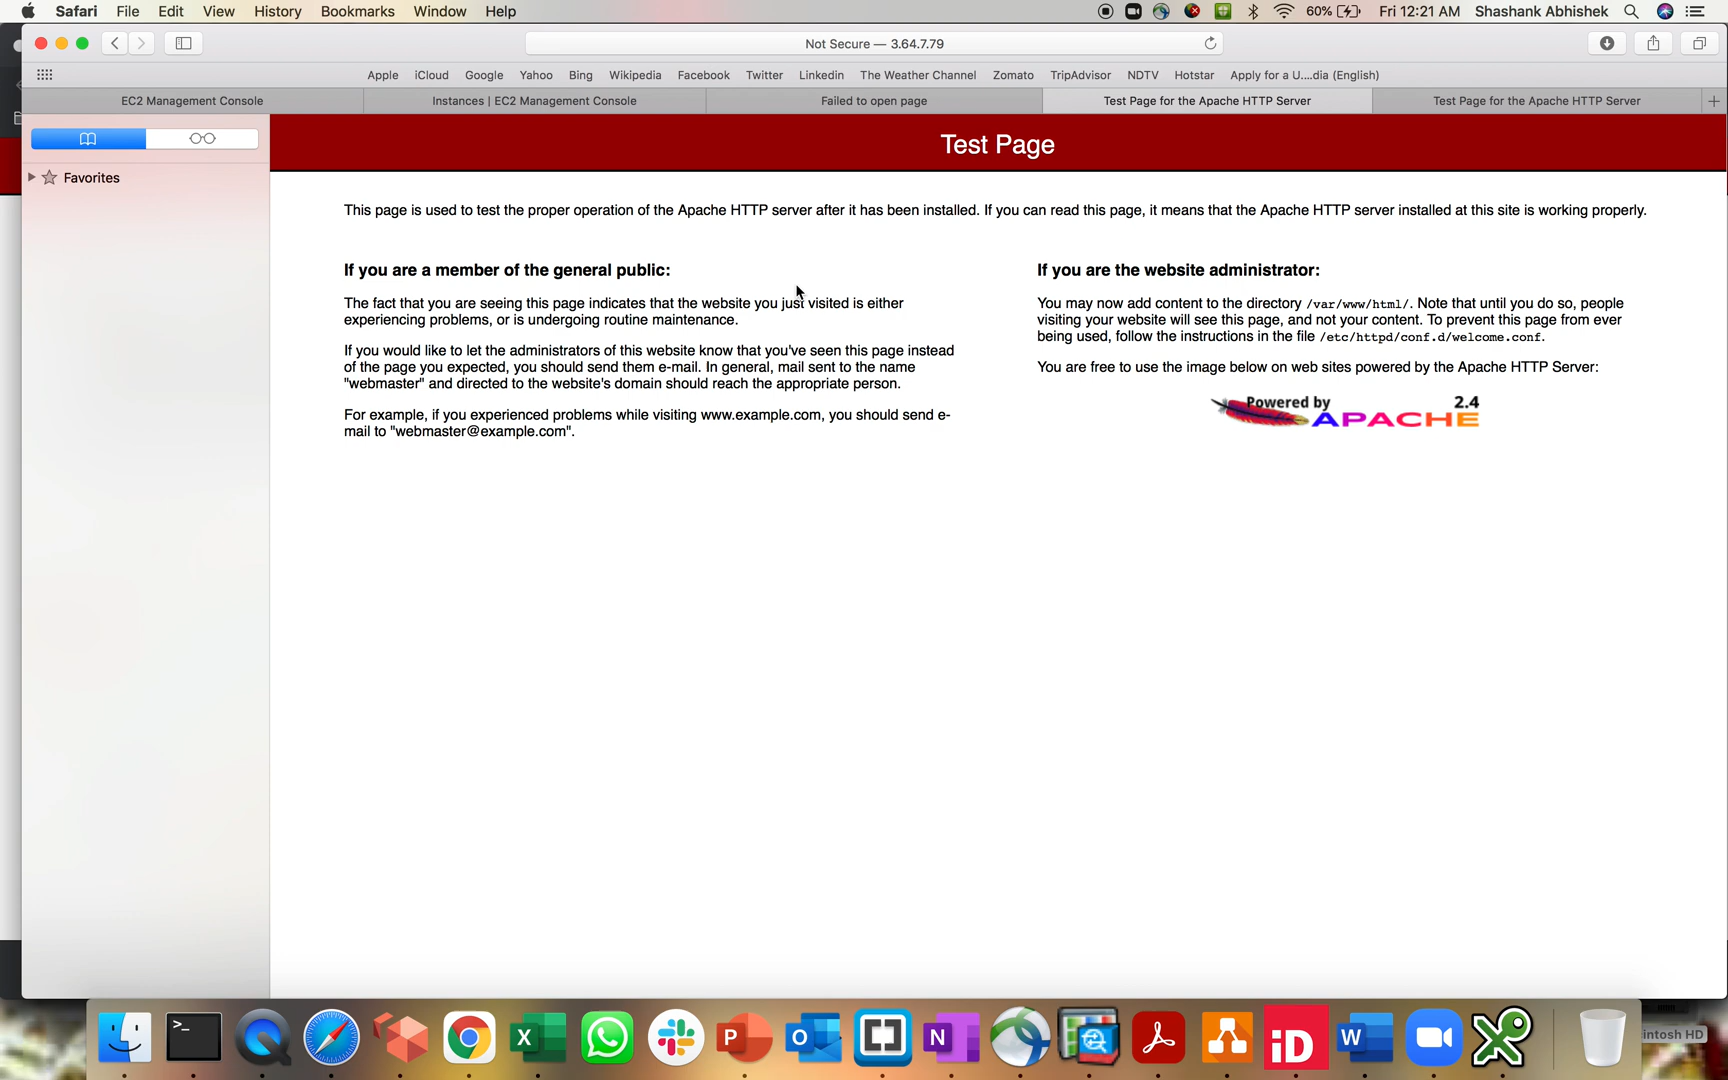 Safari File Edit View History Bookmarks Window Help 60% Fri 12:21 AM Shashank Abhishek
Not Secure — 3.64.7.79
Apple iCloud Google Yahoo Bing Wikipedia Facebook Twitter Linkedin The Weather Channel Zomato TripAdvisor NDTV Hotstar Apply for a U....dia (English)
EC2 Management Console Instances | EC2 Management Console Failed to open page Test Page for the Apache HTTP Server Test Page for the Apache HTTP Server
Favorites
Test Page
This page is used to test the proper operation of the Apache HTTP server after it has been installed. If you can read this page, it means that the Apache HTTP server installed at this site is working properly.
If you are a member of the general public:
The fact that you are seeing this page indicates that the website you just visited is either
experiencing problems, or is undergoing routine maintenance.
If you would like to let the administrators of this website know that you've seen this page instead
of the page you expected, you should send them e-mail. In general, mail sent to the name
"webmaster" and directed to the website's domain should reach the appropriate person.
For example, if you experienced problems while visiting www.example.com, you should send e-
mail to "webmaster@example.com".
If you are the website administrator:
You may now add content to the directory /var/www/html/. Note that until you do so, people
visiting your website will see this page, and not your content. To prevent this page from ever
being used, follow the instructions in the file /etc/httpd/conf.d/welcome.conf.
You are free to use the image below on web sites powered by the Apache HTTP Server:
Powered by 2.4
APACHE
intosh HD